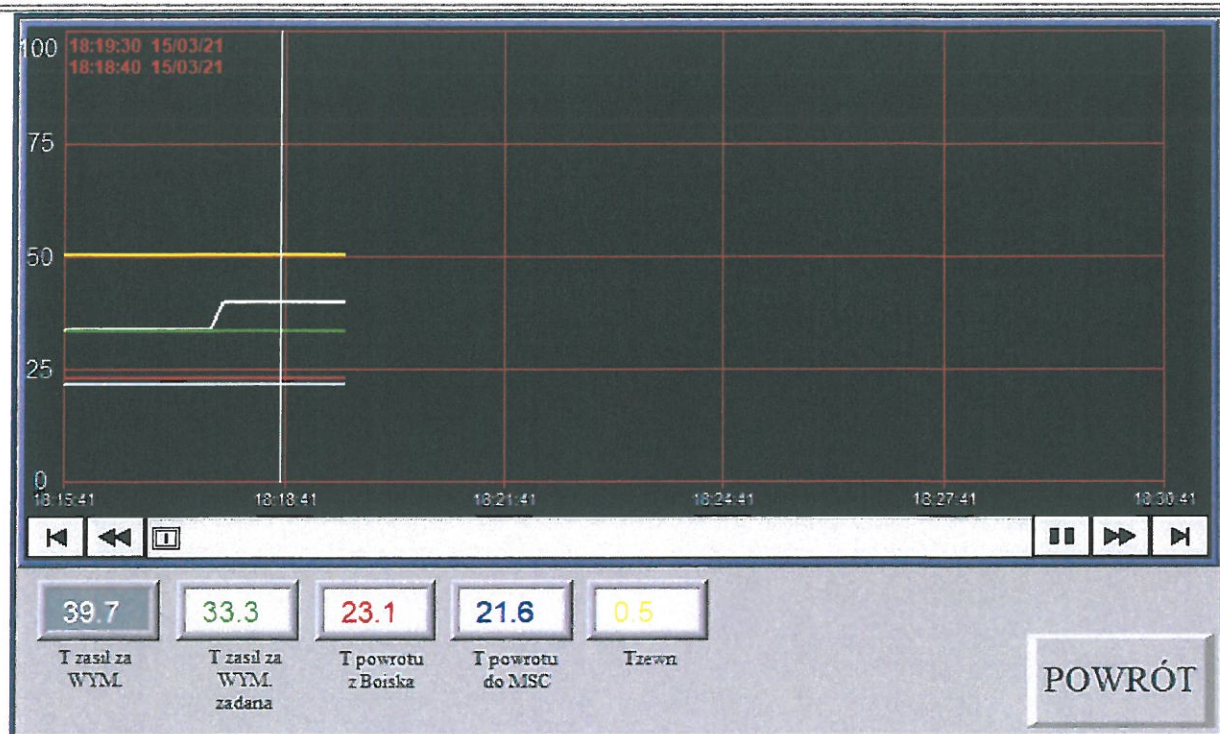 100
18:19:30 15/03/21
18:18:40 15/03/21
75
50
25
0
18:15:41 18:18:41 18:21:41 18:24:41 18:27:41 18:30:41
39.7 33.3 23.1 21.6 0.5
T zasil za WYM.
T zasil za WYM. zadana
T powrotu z Boiska
T powrotu do MSC
Tzewn
POWRÓT